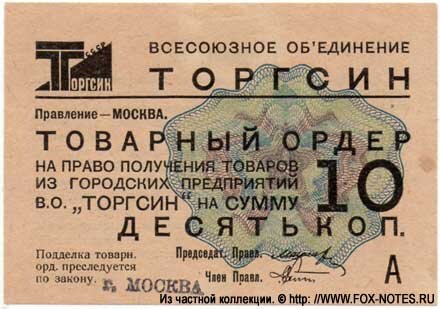 СССР
ТОРГСИН
ВСЕСОЮЗНОЕ ОБ'ЕДИНЕНИЕ
ТОРГСИН
Правление—МОСКВА.
ТОВАРНЫЙ ОРДЕР
НА ПРАВО ПОЛУЧЕНИЯ ТОВАРОВ
ИЗ ГОРОДСКИХ ПРЕДПРИЯТИЙ
В.О. „ТОРГСИН" НА СУММУ
10
ДЕСЯТЬ КОП.
Подделка товарн.
орд. преследуется
по закону.
Председат. Правл.
Член Правл.
А
г. МОСКВА
Из частной коллекции. © www.FOX-NOTES.RU